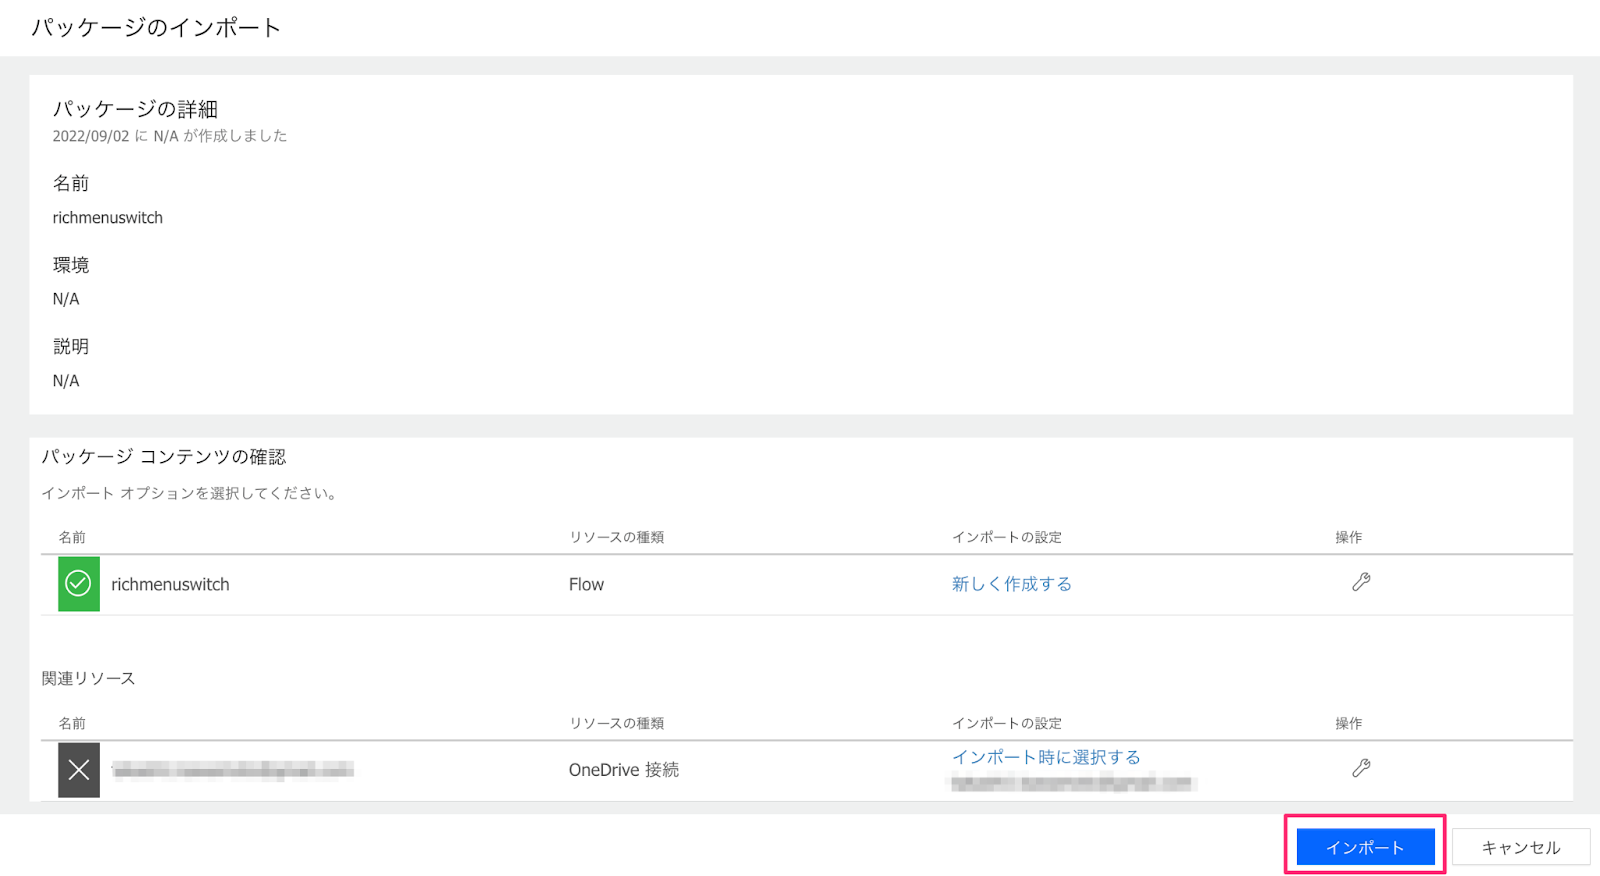 パッケージのインポート
パッケージの詳細
2022/09/02 に N/A が作成しました
名前
richmenuswitch
環境
N/A
説明
N/A
パッケージ コンテンツの確認
インポート オプションを選択してください。
名前 リソースの種類 インポートの設定 操作
richmenuswitch Flow 新しく作成する
関連リソース
名前 リソースの種類 インポートの設定 操作
OneDrive 接続 インポート時に選択する
インポート キャンセル